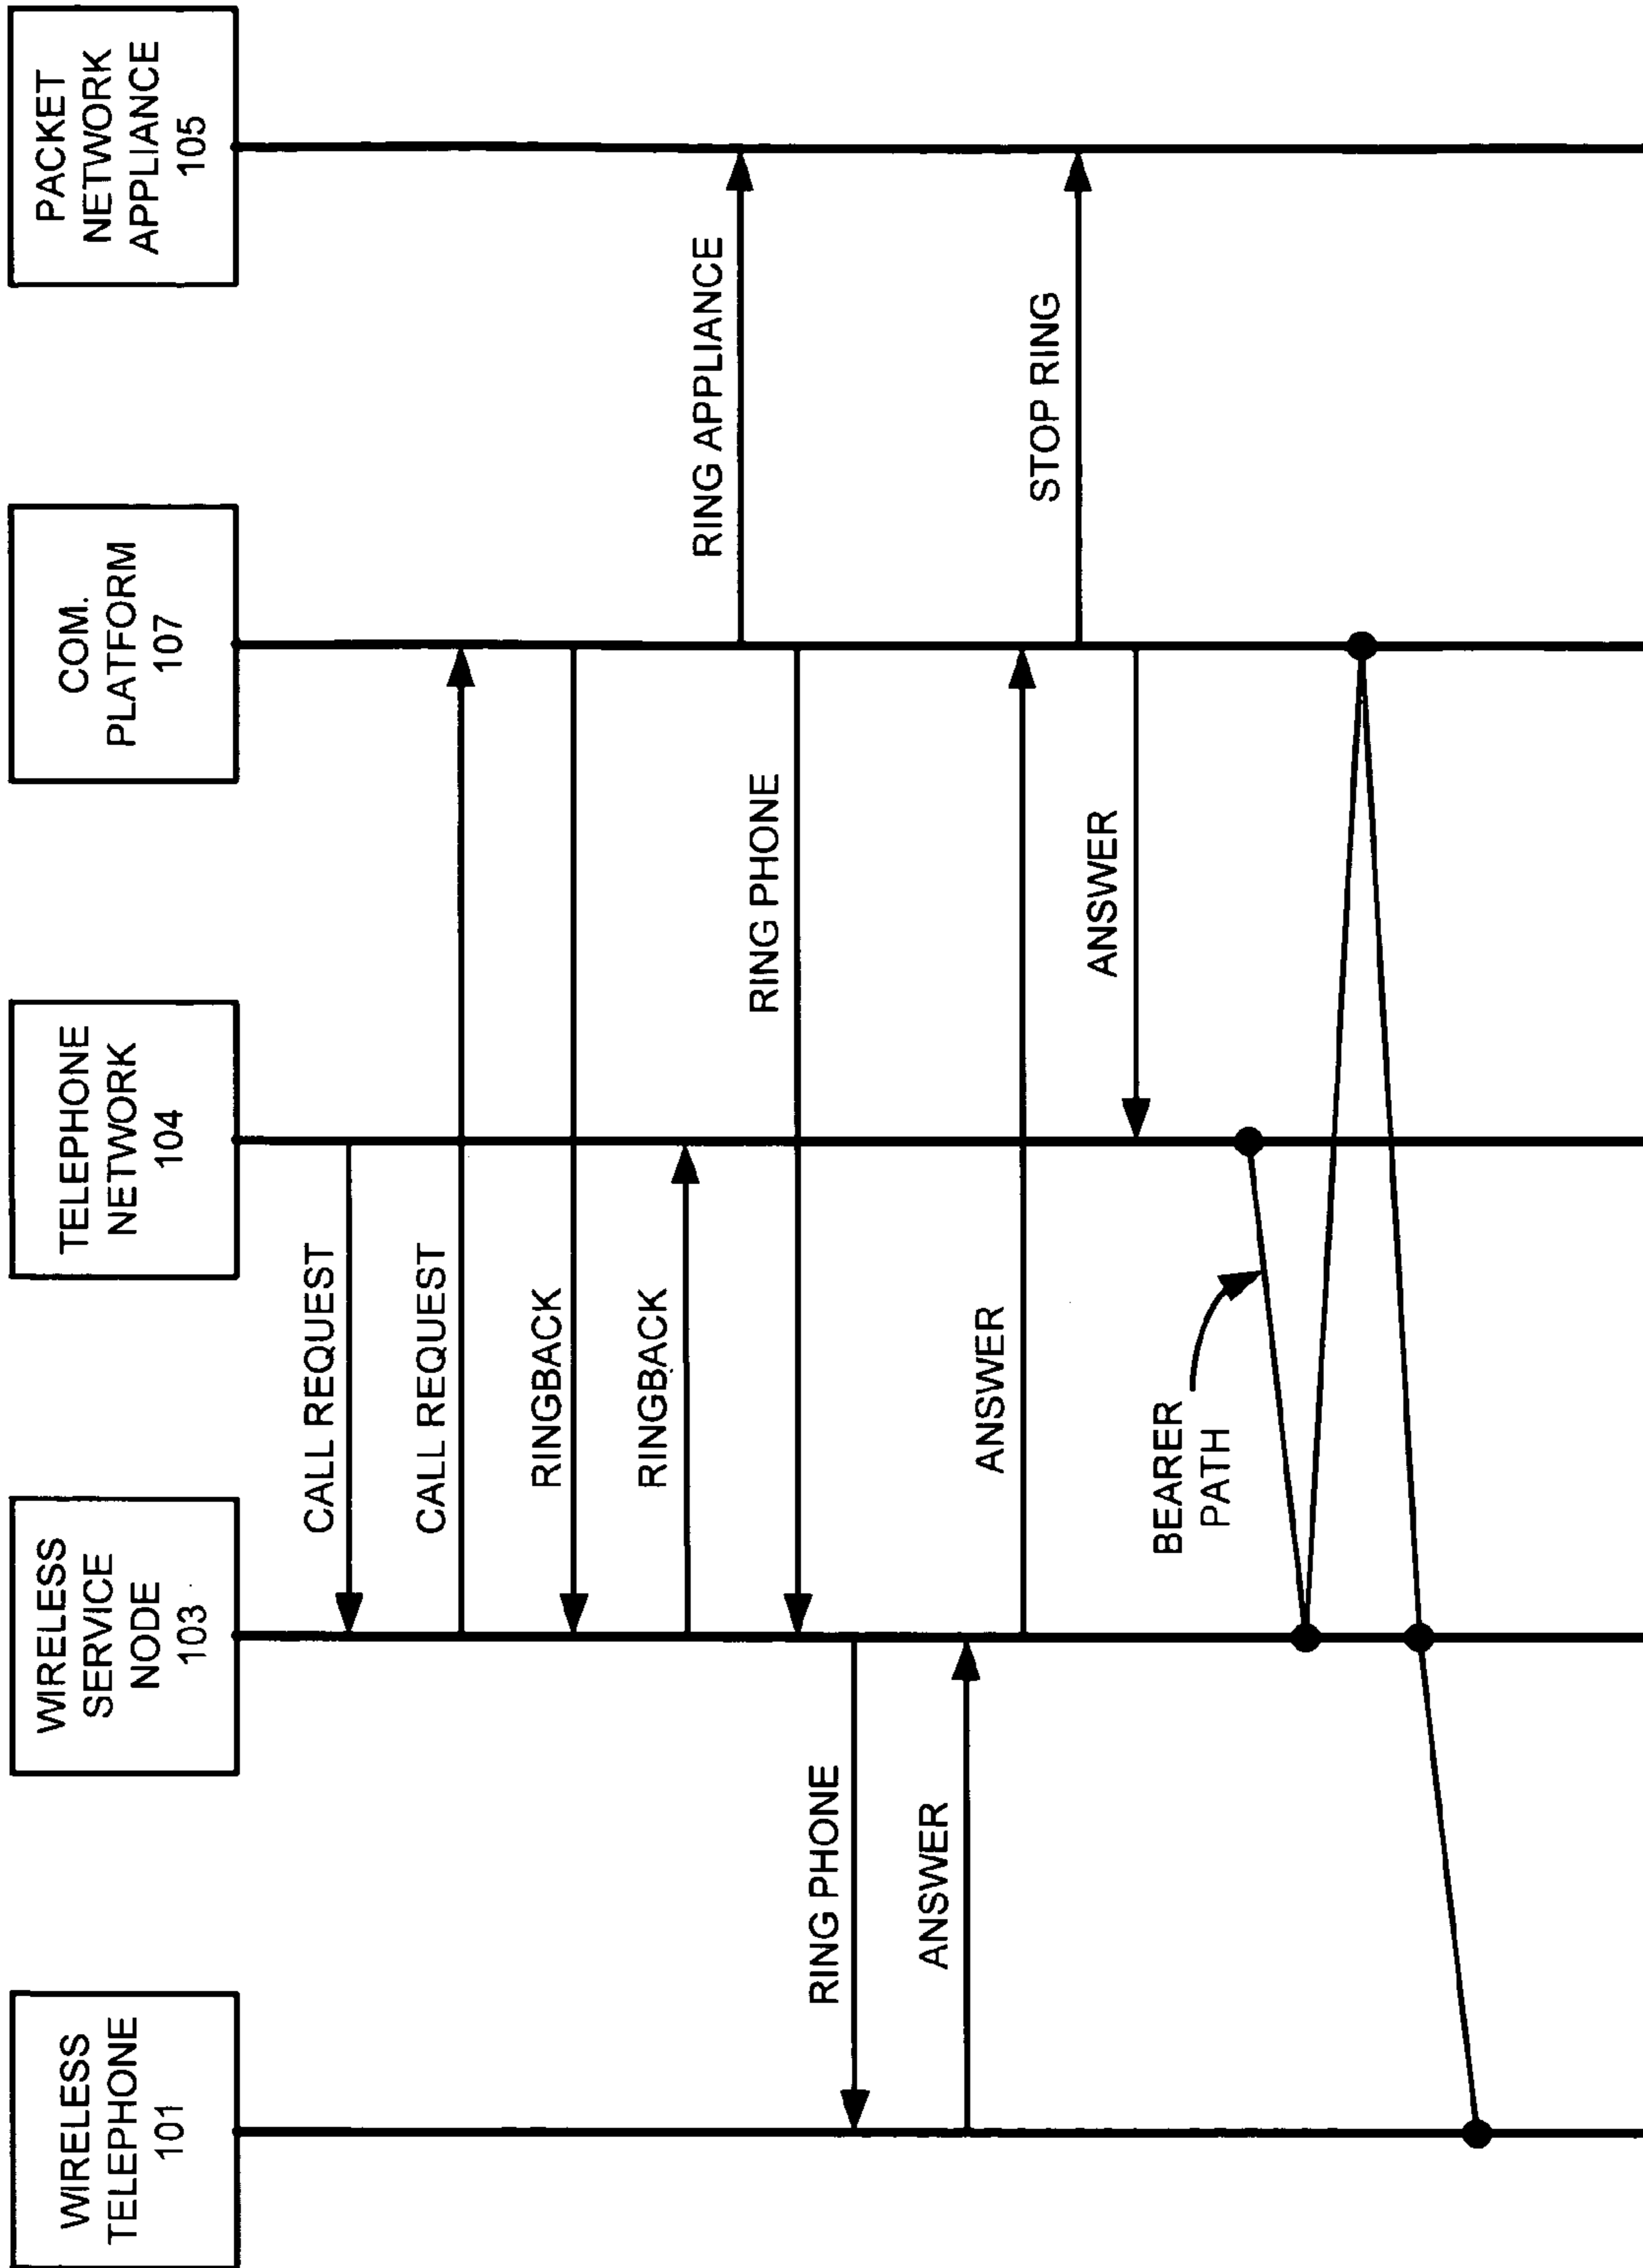 WIRELESS
TELEPHONE
101
WIRELESS
SERVICE
NODE
103
TELEPHONE
NETWORK
104
COM.
PLATFORM
107
PACKET
NETWORK
APPLIANCE
105
CALL REQUEST
CALL REQUEST
RINGBACK
RINGBACK
RING APPLIANCE
RING PHONE
RING PHONE
ANSWER
ANSWER
STOP RING
ANSWER
BEARER
PATH